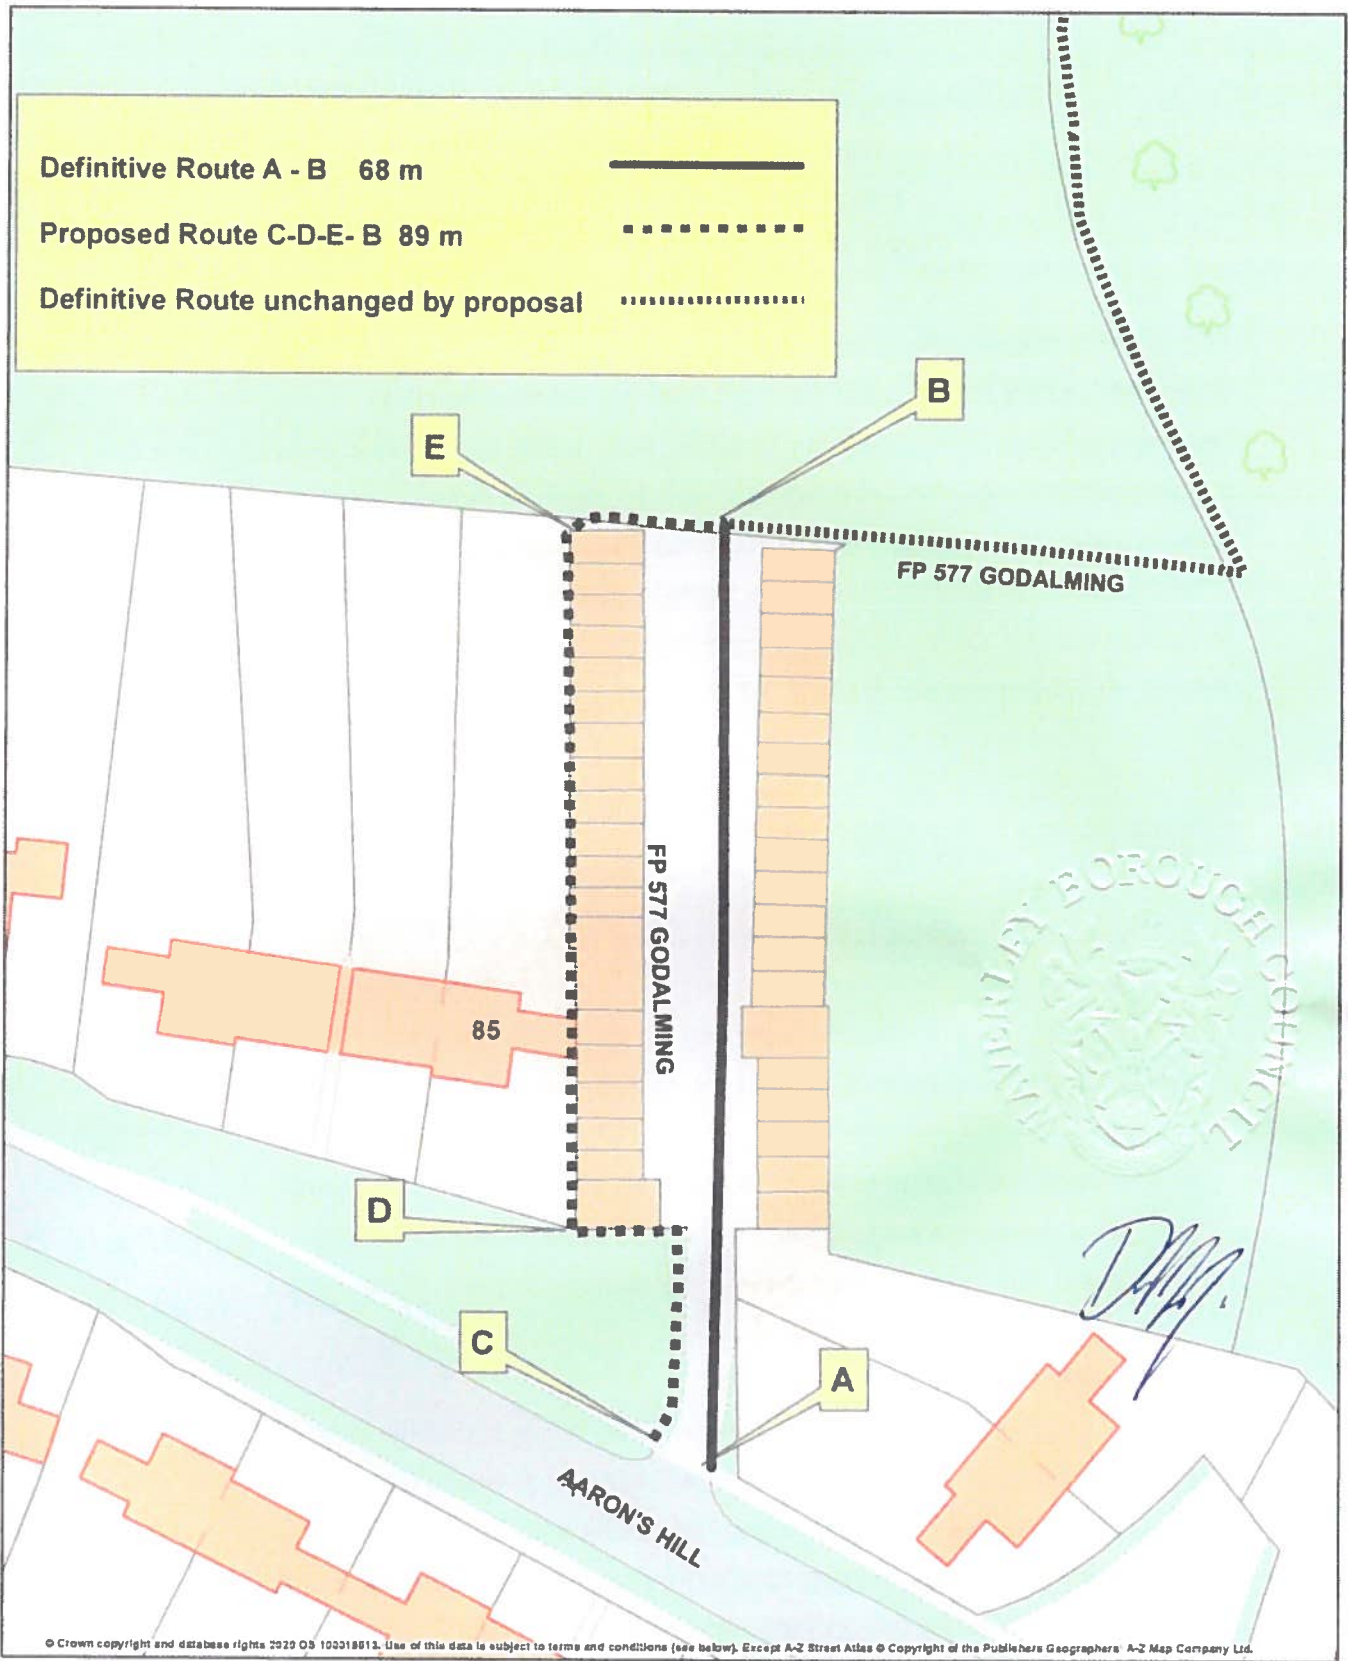 Definitive Route A - B 68 m
Proposed Route C-D-E- B 89 m
Definitive Route unchanged by proposal
B
E
FP 577 GODALMING
FP 577 GODALMING
WAVERLEY BOROUGH COUNCIL
85
D
C
A
AARON'S HILL
© Crown copyright and database rights 2020 OS 100018613. Use of this data is subject to terms and conditions (see below). Except A-Z Street Atlas © Copyright of the Publishers Geographers' A-Z Map Company Ltd.